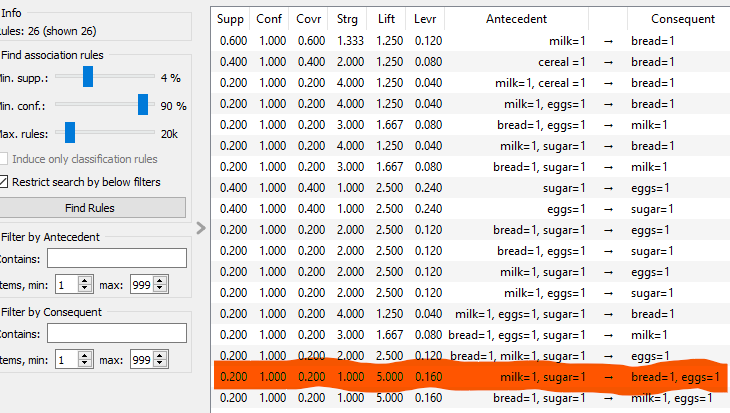 Info
ules: 26 (shown 26)
Find association rules
in. supp.: 4 %
in. conf.: 90 %
ax. rules: 20k
Induce only classification rules
Restrict search by below filters
Find Rules
Filter by Antecedent
ontains:
tems, min: 1 max: 999
Filter by Consequent
ontains:
tems, min: 1 max: 999
Supp Conf Covr Strg Lift Levr Antecedent Consequent
0.600 1.000 0.600 1.333 1.250 0.120 milk=1 → bread=1
0.400 1.000 0.400 2.000 1.250 0.080 cereal =1 → bread=1
0.200 1.000 0.200 4.000 1.250 0.040 milk=1, cereal =1 → bread=1
0.200 1.000 0.200 4.000 1.250 0.040 milk=1, eggs=1 → bread=1
0.200 1.000 0.200 3.000 1.667 0.080 bread=1, eggs=1 → milk=1
0.200 1.000 0.200 4.000 1.250 0.040 milk=1, sugar=1 → bread=1
0.200 1.000 0.200 3.000 1.667 0.080 bread=1, sugar=1 → milk=1
0.400 1.000 0.400 1.000 2.500 0.240 sugar=1 → eggs=1
0.400 1.000 0.400 1.000 2.500 0.240 eggs=1 → sugar=1
0.200 1.000 0.200 2.000 2.500 0.120 bread=1, sugar=1 → eggs=1
0.200 1.000 0.200 2.000 2.500 0.120 bread=1, eggs=1 → sugar=1
0.200 1.000 0.200 2.000 2.500 0.120 milk=1, sugar=1 → eggs=1
0.200 1.000 0.200 2.000 2.500 0.120 milk=1, eggs=1 → sugar=1
0.200 1.000 0.200 4.000 1.250 0.040 milk=1, eggs=1, sugar=1 → bread=1
0.200 1.000 0.200 3.000 1.667 0.080 bread=1, eggs=1, sugar=1 → milk=1
0.200 1.000 0.200 2.000 2.500 0.120 bread=1, milk=1, sugar=1 → eggs=1
0.200 1.000 0.200 1.000 5.000 0.160 milk=1, sugar=1 → bread=1, eggs=1
0.200 1.000 0.200 1.000 5.000 0.160 bread=1, sugar=1 → milk=1, eggs=1